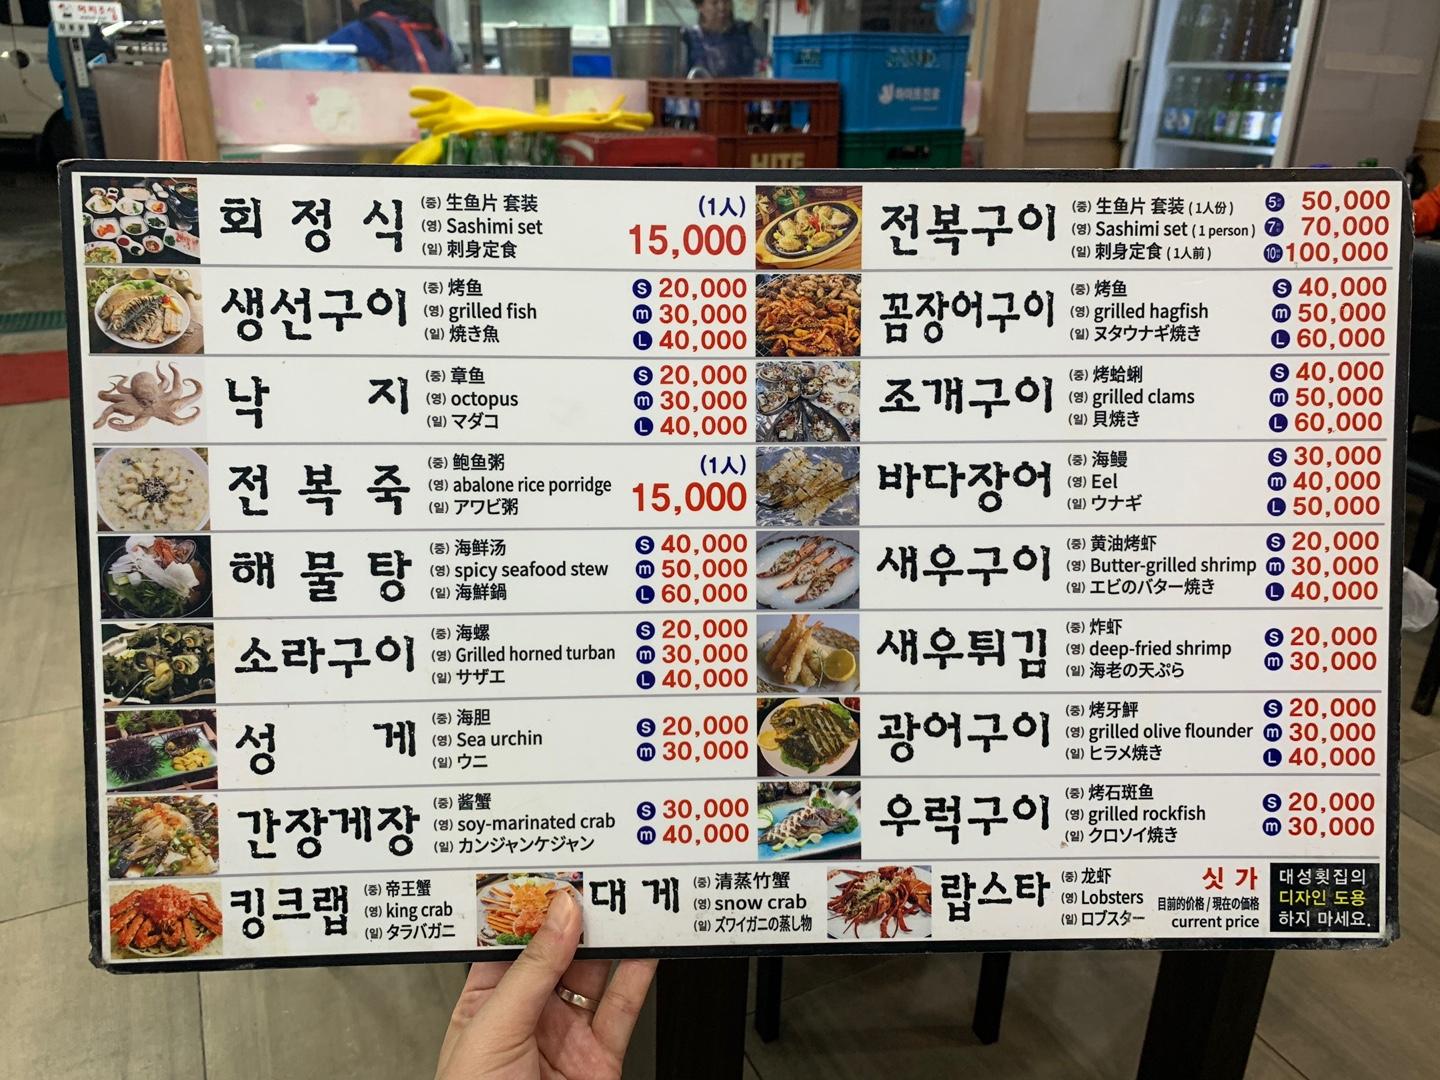 하이트진로
HITE
회정식
(중) 生鱼片 套装
(영) Sashimi set
(일) 刺身定食
(1人)
15,000
생선구이
(중) 烤鱼
(영) grilled fish
(일) 焼き魚
S 20,000
m 30,000
L 40,000
낙지
(중) 章鱼
(영) octopus
(일) マダコ
S 20,000
m 30,000
L 40,000
전복죽
(중) 鲍鱼粥
(영) abalone rice porridge
(일) アワビ粥
(1人)
15,000
해물탕
(중) 海鲜汤
(영) spicy seafood stew
(일) 海鮮鍋
S 40,000
m 50,000
L 60,000
소라구이
(중) 海螺
(영) Grilled horned turban
(일) サザエ
S 20,000
m 30,000
L 40,000
성게
(중) 海胆
(영) Sea urchin
(일) ウニ
S 20,000
m 30,000
간장게장
(중) 酱蟹
(영) soy-marinated crab
(일) カンジャンケジャン
S 30,000
m 40,000
전복구이
(중) 生鱼片 套装 (1人份)
(영) Sashimi set (1 person)
(일) 刺身定食 (1人前)
5 50,000
7 70,000
10 100,000
꼼장어구이
(중) 烤鱼
(영) grilled hagfish
(일) ヌタウナギ焼き
S 40,000
m 50,000
L 60,000
조개구이
(중) 烤蛤蜊
(영) grilled clams
(일) 貝焼き
S 40,000
m 50,000
L 60,000
바다장어
(중) 海鳗
(영) Eel
(일) ウナギ
S 30,000
m 40,000
L 50,000
새우구이
(중) 黄油烤虾
(영) Butter-grilled shrimp
(일) エビのバター焼き
S 20,000
m 30,000
L 40,000
새우튀김
(중) 炸虾
(영) deep-fried shrimp
(일) 海老の天ぷら
S 20,000
m 30,000
광어구이
(중) 烤牙鲆
(영) grilled olive flounder
(일) ヒラメ焼き
S 20,000
m 30,000
L 40,000
우럭구이
(중) 烤石斑鱼
(영) grilled rockfish
(일) クロソイ焼き
S 20,000
m 30,000
킹크랩
(중) 帝王蟹
(영) king crab
(일) タラバガニ
대게
(중) 清蒸竹蟹
(영) snow crab
(일) ズワイガニの蒸し物
랍스타
(중) 龙虾
(영) Lobsters
(일) ロブスター
싯가
目前的价格 / 現在の価格
current price
대성횟집의
디자인 도용
하지 마세요.